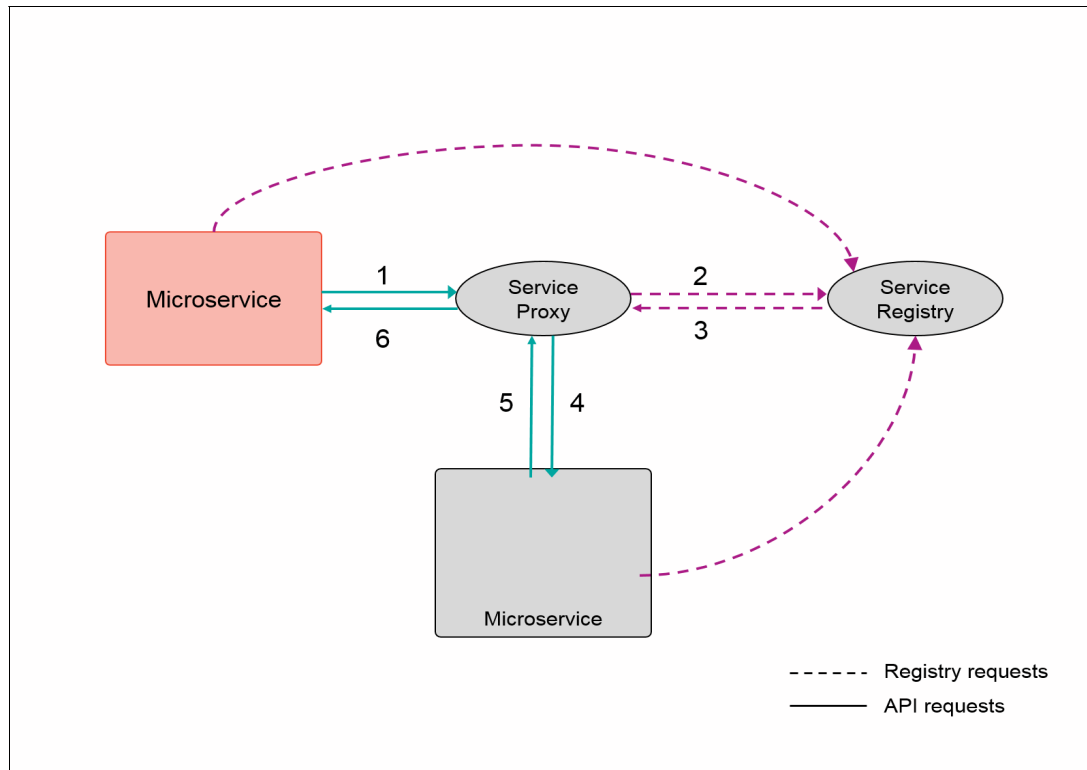 Microservice
1
6
Service
Proxy
2
3
Service
Registry
5
4
Microservice
Registry requests
API requests